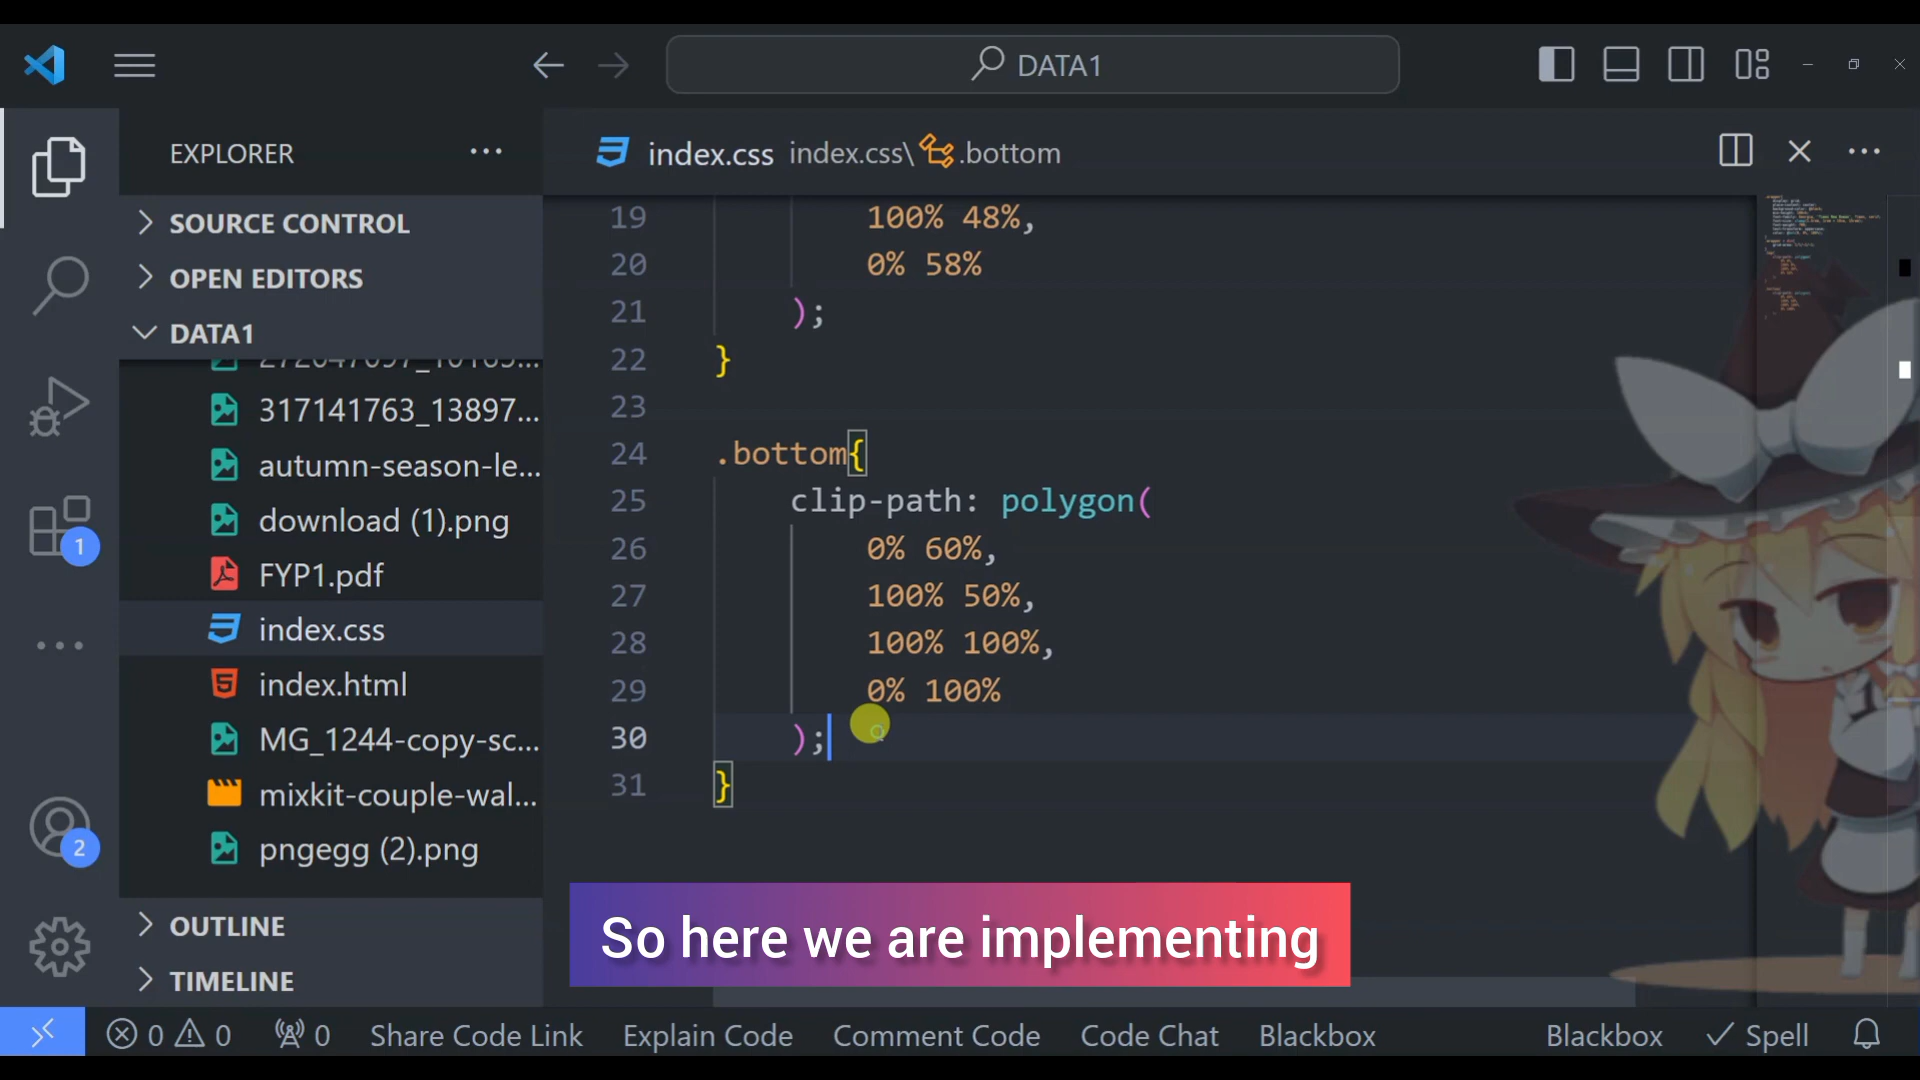 DATA1
EXPLORER
SOURCE CONTROL
OPEN EDITORS
DATA1
317141763_13897...
autumn-season-le...
download (1).png
FYP1.pdf
index.css
index.html
MG_1244-copy-sc...
mixkit-couple-wal...
pngegg (2).png
OUTLINE
TIMELINE
1
2
index.css index.css\ .bottom
19 100% 48%,
20 0% 58%
21 );
22 }
23
24 .bottom{
25 clip-path: polygon(
26 0% 60%,
27 100% 50%,
28 100% 100%,
29 0% 100%
30 );
31 }
So here we are implementing
0 0 0 Share Code Link Explain Code Comment Code Code Chat Blackbox Blackbox Spell